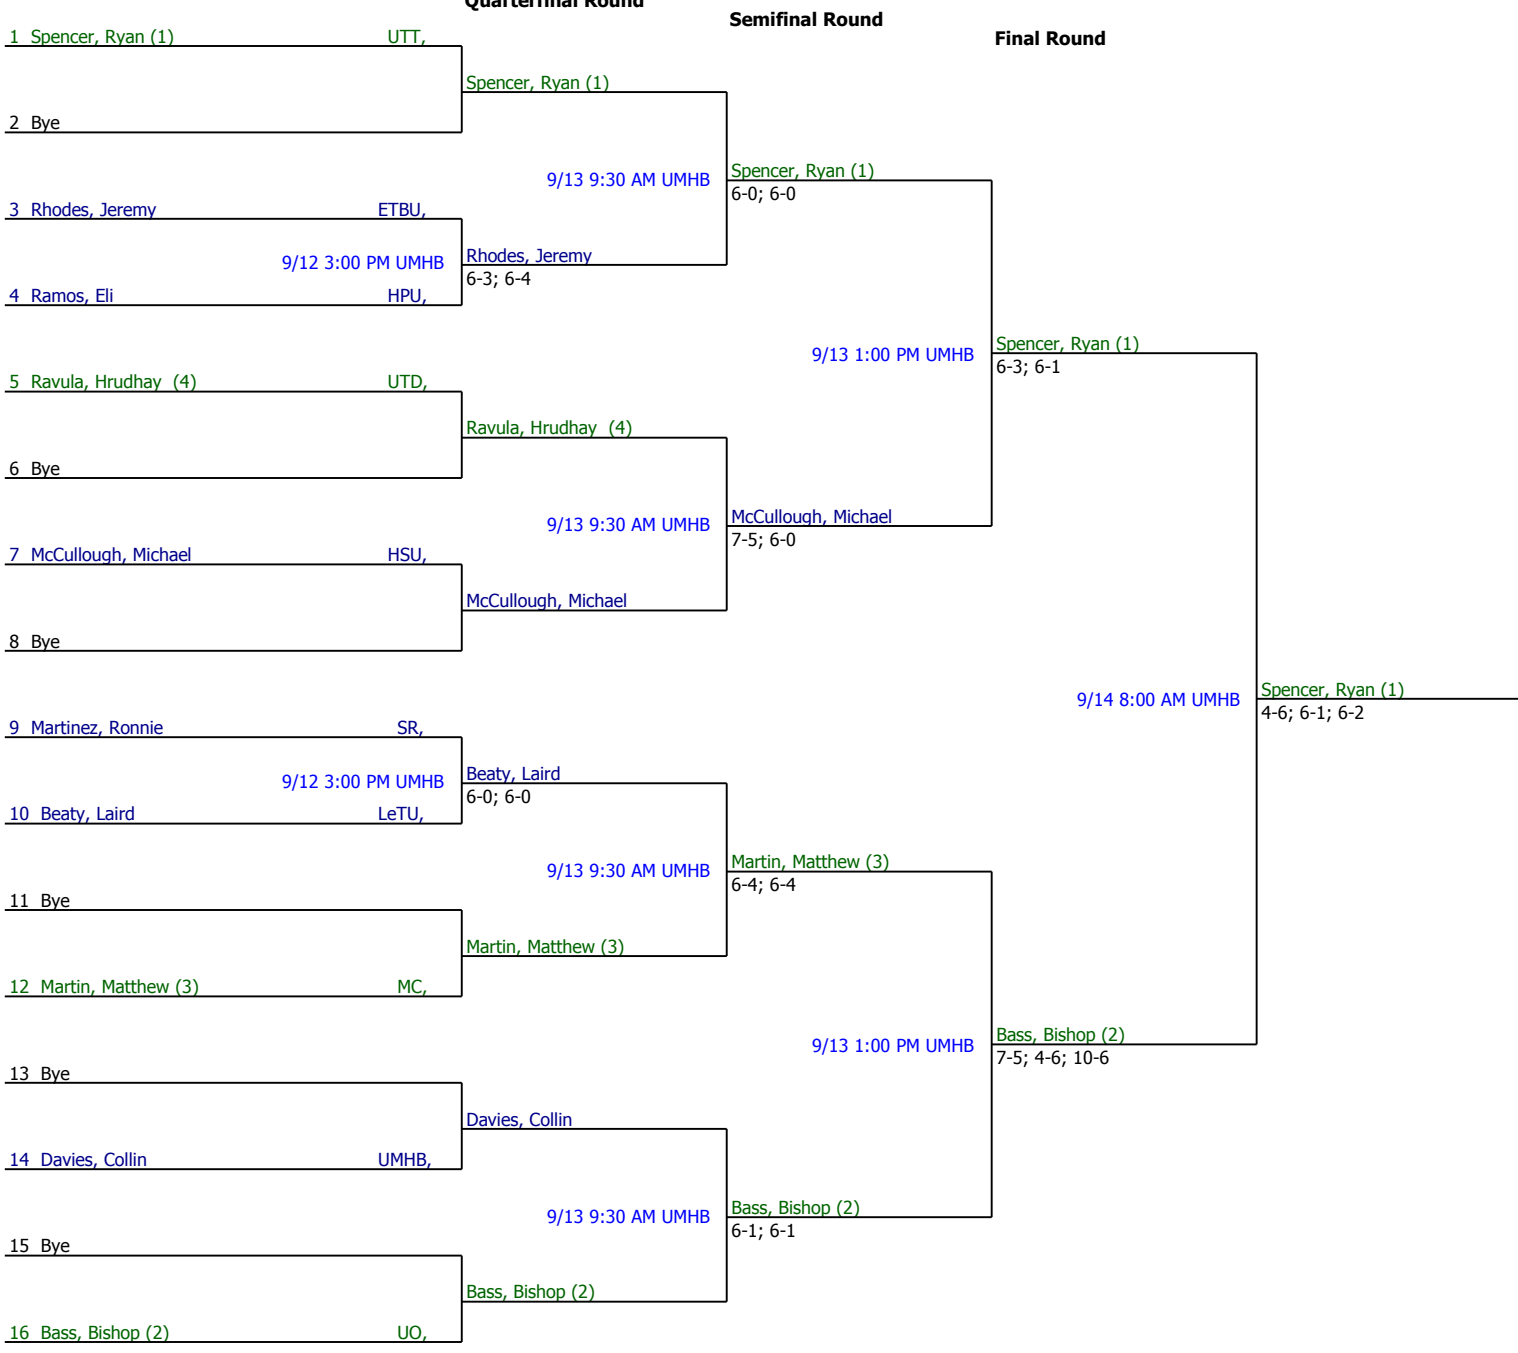 Quarterfinal Round
Semifinal Round
Final Round
1 Spencer, Ryan (1) UTT,
Spencer, Ryan (1)
2 Bye
9/13 9:30 AM UMHB
Spencer, Ryan (1)
6-0; 6-0
3 Rhodes, Jeremy ETBU,
9/12 3:00 PM UMHB
Rhodes, Jeremy
6-3; 6-4
4 Ramos, Eli HPU,
9/13 1:00 PM UMHB
Spencer, Ryan (1)
6-3; 6-1
5 Ravula, Hrudhay (4) UTD,
Ravula, Hrudhay (4)
6 Bye
9/13 9:30 AM UMHB
McCullough, Michael
7-5; 6-0
7 McCullough, Michael HSU,
McCullough, Michael
8 Bye
9/14 8:00 AM UMHB
Spencer, Ryan (1)
4-6; 6-1; 6-2
9 Martinez, Ronnie SR,
9/12 3:00 PM UMHB
Beaty, Laird
6-0; 6-0
10 Beaty, Laird LeTU,
9/13 9:30 AM UMHB
Martin, Matthew (3)
6-4; 6-4
11 Bye
Martin, Matthew (3)
12 Martin, Matthew (3) MC,
9/13 1:00 PM UMHB
Bass, Bishop (2)
7-5; 4-6; 10-6
13 Bye
Davies, Collin
14 Davies, Collin UMHB,
9/13 9:30 AM UMHB
Bass, Bishop (2)
6-1; 6-1
15 Bye
Bass, Bishop (2)
16 Bass, Bishop (2) UO,